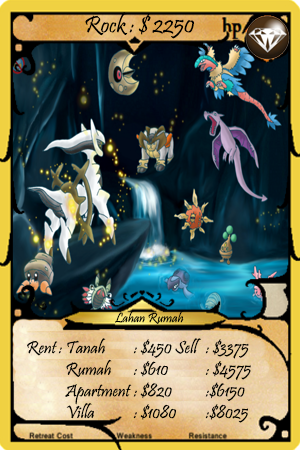 Rock : $ 2250
hp
Lahan Rumah
Rent : Tanah : $450 Sell : $3375
Rumah : $610 : $4575
Apartment : $820 :$6150
Villa : $1080 :$8025
Retreat Cost Weakness Resistance